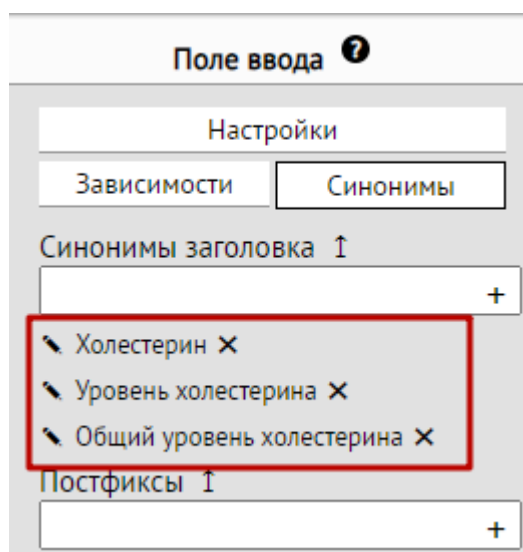 Поле ввода ?
Настройки
Зависимости Синонимы
Синонимы заголовка ↥
+
Холестерин ✕
Уровень холестерина ✕
Общий уровень холестерина ✕
Постфиксы ↥
+